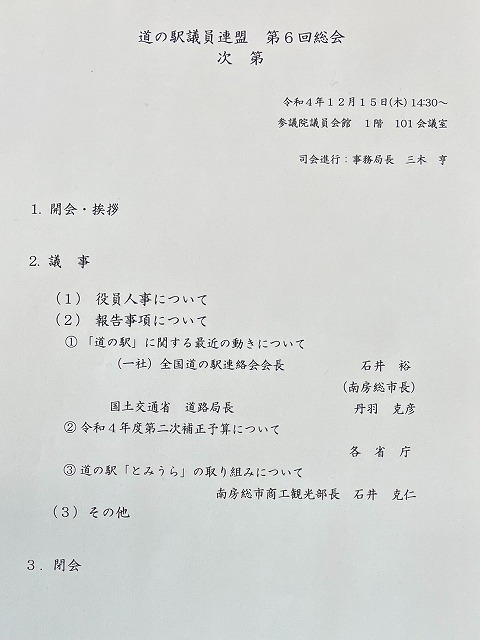 道の駅議員連盟　第６回総会
次　第
令和４年１２月１５日(木) 14:30～
参議院議員会館　１階　101会議室
司会進行：事務局長　三木　亨
1. 開会・挨拶
2. 議　事
（１）　役員人事について
（２）　報告事項について
①「道の駅」に関する最近の動きについて
（一社）全国道の駅連絡会会長　石井　裕
（南房総市長）
国土交通省　道路局長　丹羽　克彦
②令和４年度第二次補正予算について
各　省　庁
③道の駅「とみうら」の取り組みについて
南房総市商工観光部長　石井　克仁
（３）その他
３．閉会